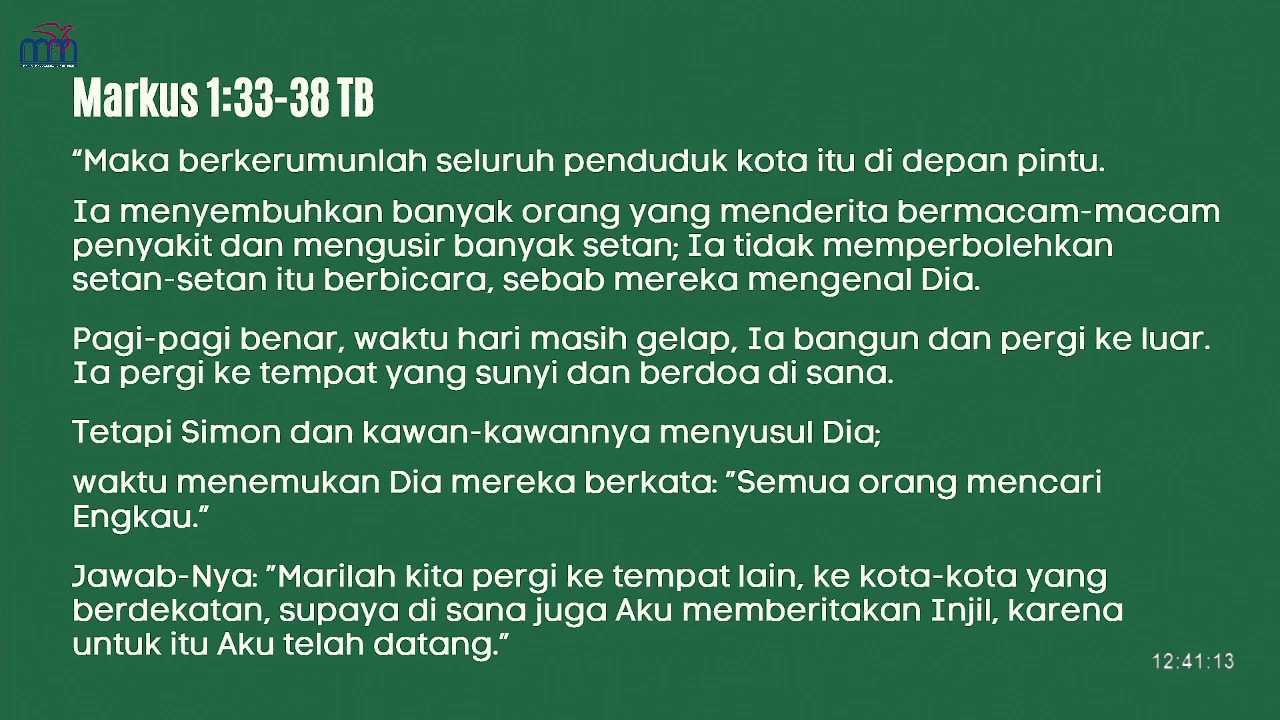 Markus 1:33-38 TB
“Maka berkerumunlah seluruh penduduk kota itu di depan pintu.
Ia menyembuhkan banyak orang yang menderita bermacam-macam
penyakit dan mengusir banyak setan; Ia tidak memperbolehkan
setan-setan itu berbicara, sebab mereka mengenal Dia.
Pagi-pagi benar, waktu hari masih gelap, Ia bangun dan pergi ke luar.
Ia pergi ke tempat yang sunyi dan berdoa di sana.
Tetapi Simon dan kawan-kawannya menyusul Dia;
waktu menemukan Dia mereka berkata: ”Semua orang mencari
Engkau.”
Jawab-Nya: ”Marilah kita pergi ke tempat lain, ke kota-kota yang
berdekatan, supaya di sana juga Aku memberitakan Injil, karena
untuk itu Aku telah datang.”
12:41:13